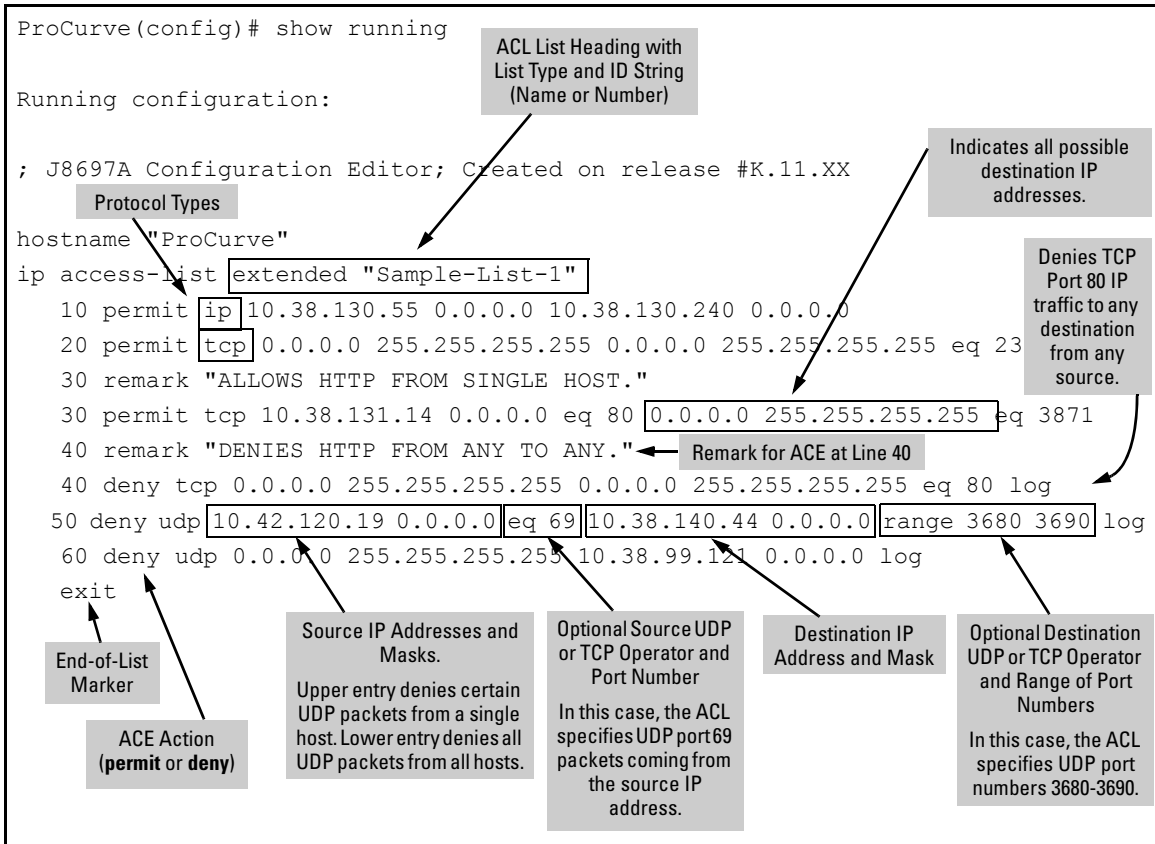 ProCurve(config)# show running
ACL List Heading with
List Type and ID String
(Name or Number)
Running configuration:
Indicates all possible
destination IP
addresses.
; J8697A Configuration Editor; Created on release #K.11.XX
Protocol Types
hostname "ProCurve"
ip access-list extended "Sample-List-1"
Denies TCP
Port 80 IP
traffic to any
destination
from any
source.
10 permit ip 10.38.130.55 0.0.0.0 10.38.130.240 0.0.0.0
20 permit tcp 0.0.0.0 255.255.255.255 0.0.0.0 255.255.255.255 eq 23
30 remark "ALLOWS HTTP FROM SINGLE HOST."
30 permit tcp 10.38.131.14 0.0.0.0 eq 80 0.0.0.0 255.255.255.255 eq 3871
40 remark "DENIES HTTP FROM ANY TO ANY."
Remark for ACE at Line 40
40 deny tcp 0.0.0.0 255.255.255.255 0.0.0.0 255.255.255.255 eq 80 log
50 deny udp 10.42.120.19 0.0.0.0 eq 69 10.38.140.44 0.0.0.0 range 3680 3690 log
60 deny udp 0.0.0.0 255.255.255.255 10.38.99.121 0.0.0.0 log
exit
End-of-List
Marker
ACE Action
(permit or deny)
Source IP Addresses and
Masks.
Upper entry denies certain
UDP packets from a single
host. Lower entry denies all
UDP packets from all hosts.
Optional Source UDP
or TCP Operator and
Port Number
In this case, the ACL
specifies UDP port 69
packets coming from
the source IP
address.
Destination IP
Address and Mask
Optional Destination
UDP or TCP Operator
and Range of Port
Numbers
In this case, the ACL
specifies UDP port
numbers 3680-3690.